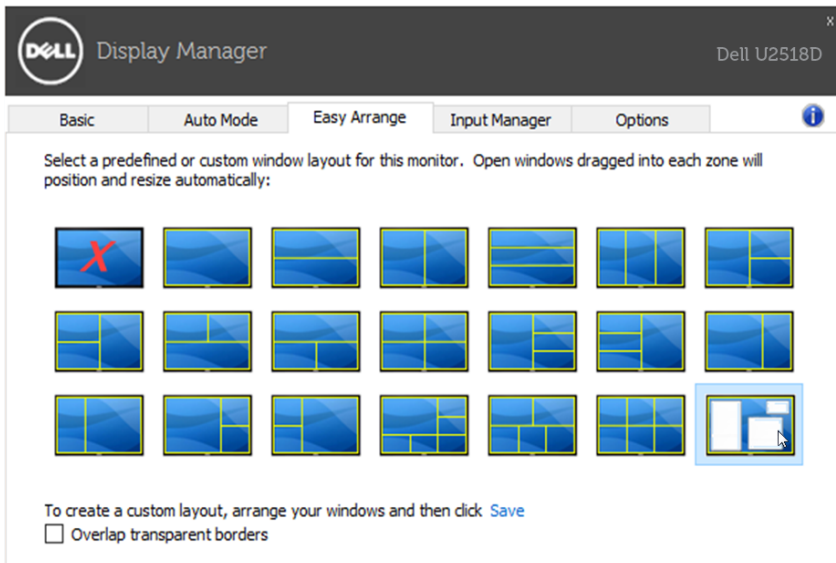 x
DELL
Display Manager
Dell U2518D
Basic
Auto Mode
Easy Arrange
Input Manager
Options
i
Select a predefined or custom window layout for this monitor. Open windows dragged into each zone will
position and resize automatically:
X
To create a custom layout, arrange your windows and then click Save
Overlap transparent borders